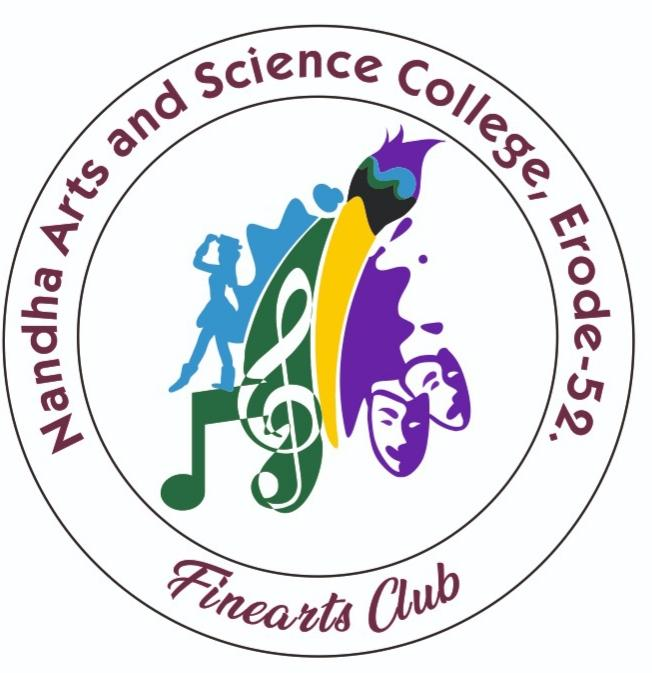 Nandha Arts and Science College, Erode-52.
Finearts Club